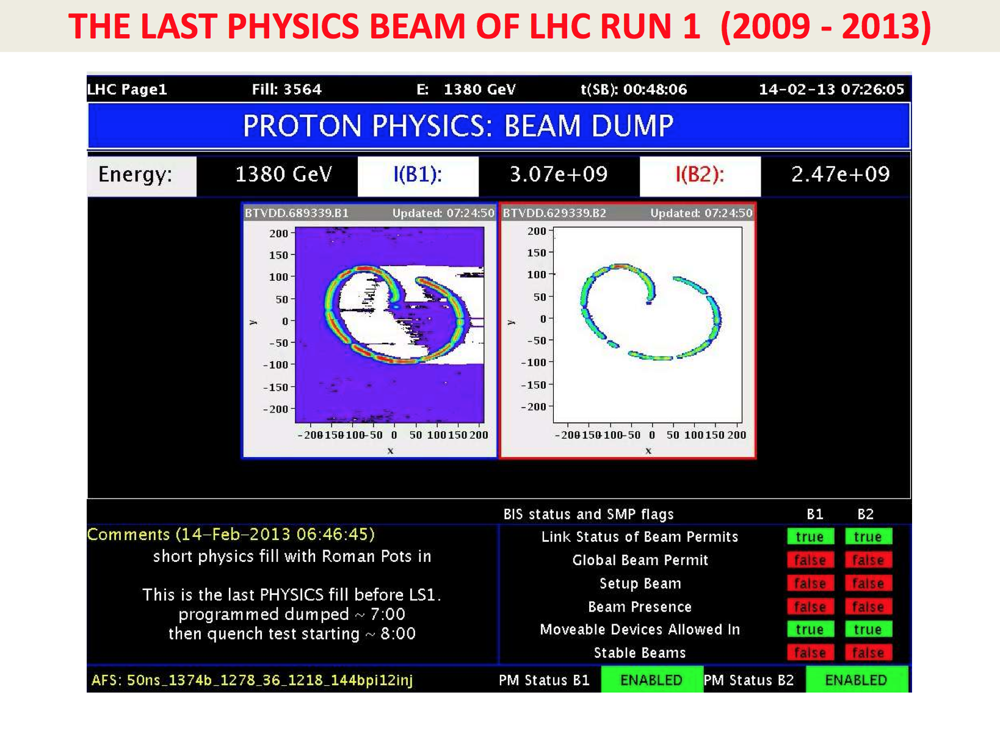 THE LAST PHYSICS BEAM OF LHC RUN 1 (2009 - 2013)
LHC Page1 Fill: 3564 E: 1380 GeV t(SB): 00:48:06 14-02-13 07:26:05
PROTON PHYSICS: BEAM DUMP
Energy: 1380 GeV I(B1): 3.07e+09 I(B2): 2.47e+09
BTVDD.689339.B1 Updated: 07:24:50
200
150
100
50
0
-50
-100
-150
-200
y
-200 -150 -100 -50 0 50 100 150 200
x
BTVDD.629339.B2 Updated: 07:24:50
200
150
100
50
0
-50
-100
-150
-200
y
-200 -150 -100 -50 0 50 100 150 200
x
Comments (14-Feb-2013 06:46:45)
short physics fill with Roman Pots in
This is the last PHYSICS fill before LS1.
programmed dumped ~ 7:00
then quench test starting ~ 8:00
BIS status and SMP flags B1 B2
Link Status of Beam Permits true true
Global Beam Permit false false
Setup Beam false false
Beam Presence false false
Moveable Devices Allowed In true true
Stable Beams false false
AFS: 50ns_1374b_1278_36_1218_144bpi12inj PM Status B1 ENABLED PM Status B2 ENABLED